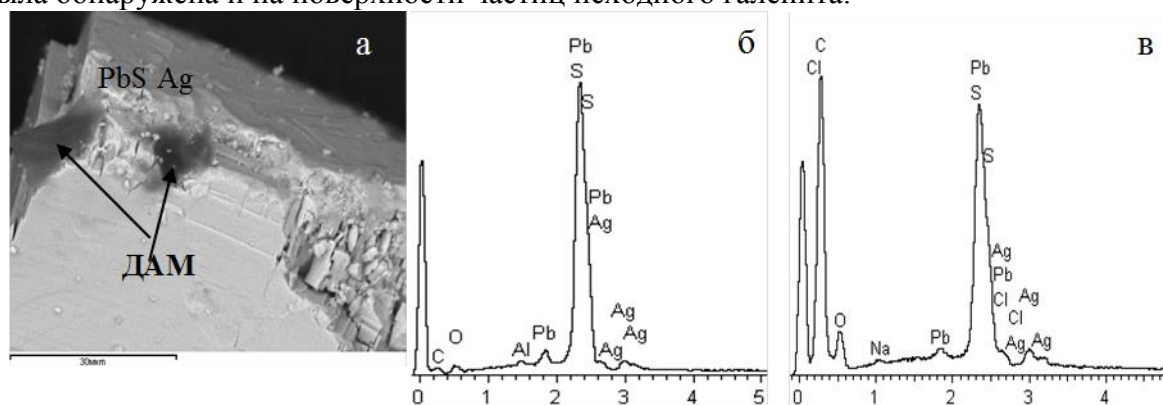 была обнаружена и на поверхности частиц исходного галенита.
а
PbS Ag
ДАМ
30мкm
б
Pb
S
S
Pb
Ag
Ag
Ag
Pb
Al
Ag
O
C
0 1 2 3 4 5
в
C
Cl
Pb
S
S
Ag
Pb
Cl
Ag
Cl
Ag
Ag
O
Na
Pb
0 1 2 3 4